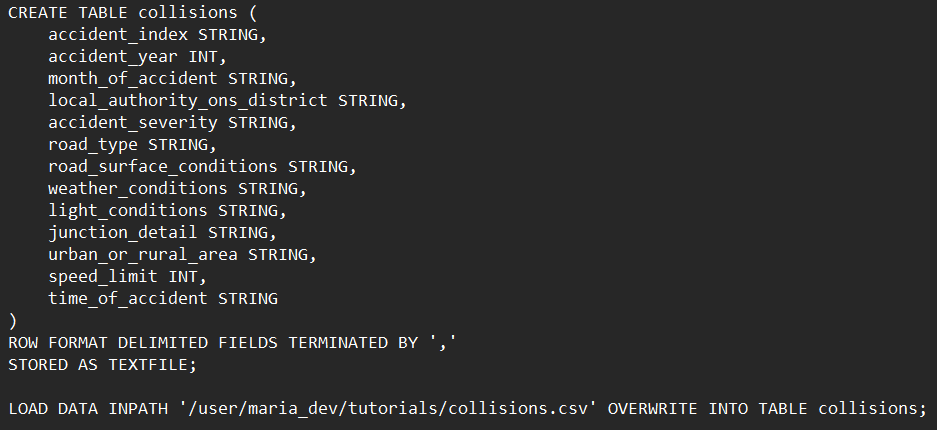 CREATE TABLE collisions (
    accident_index STRING,
    accident_year INT,
    month_of_accident STRING,
    local_authority_ons_district STRING,
    accident_severity STRING,
    road_type STRING,
    road_surface_conditions STRING,
    weather_conditions STRING,
    light_conditions STRING,
    junction_detail STRING,
    urban_or_rural_area STRING,
    speed_limit INT,
    time_of_accident STRING
)
ROW FORMAT DELIMITED FIELDS TERMINATED BY ','
STORED AS TEXTFILE;

LOAD DATA INPATH '/user/maria_dev/tutorials/collisions.csv' OVERWRITE INTO TABLE collisions;